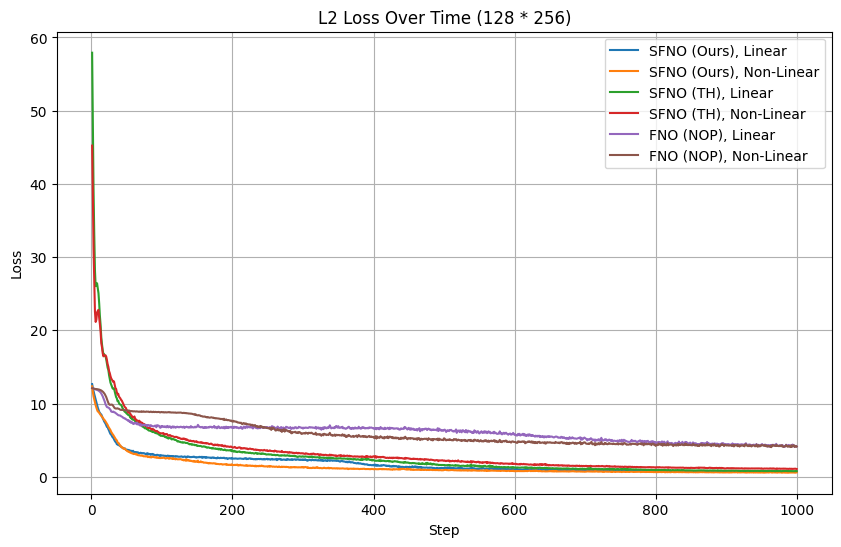 L2 Loss Over Time (128 * 256)
SFNO (Ours), Linear
SFNO (Ours), Non-Linear
SFNO (TH), Linear
SFNO (TH), Non-Linear
FNO (NOP), Linear
FNO (NOP), Non-Linear
Loss
60
50
40
30
20
10
0
0 200 400 600 800 1000
Step